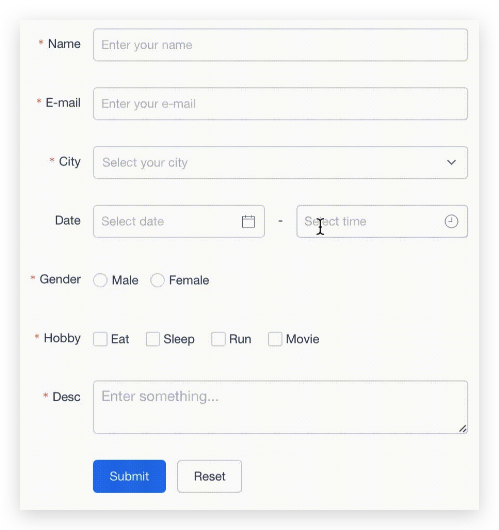 * Name Enter your name
* E-mail Enter your e-mail
* City Select your city
Date Select date - Select time
* Gender Male Female
* Hobby Eat Sleep Run Movie
* Desc Enter something...
Submit Reset